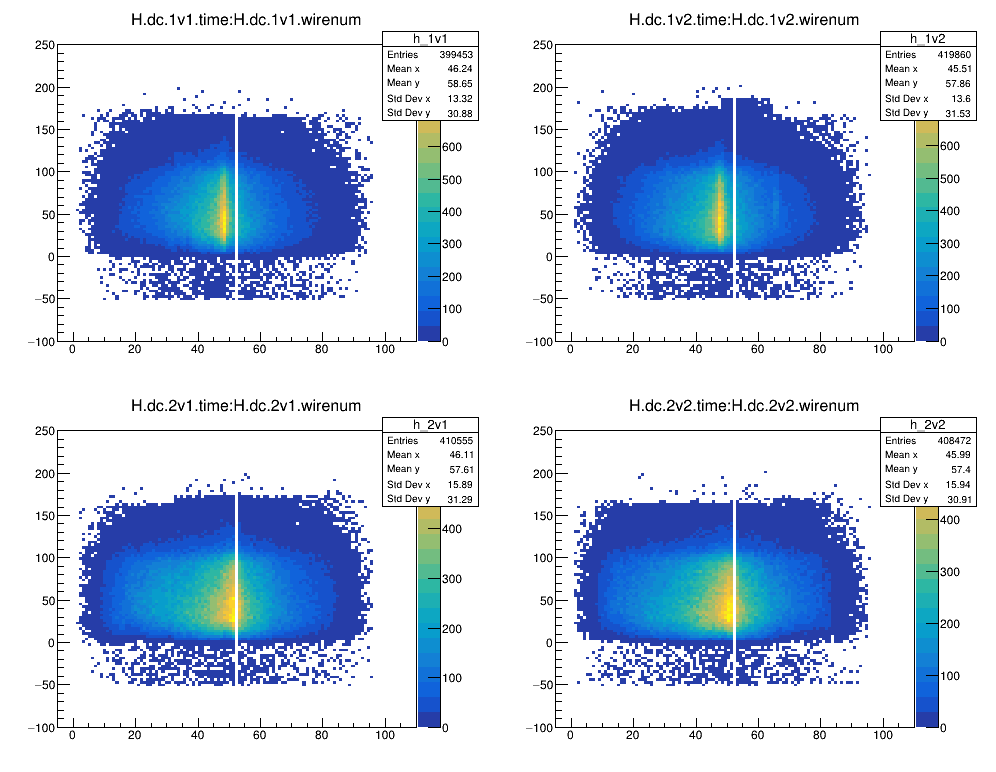 H.dc.1v1.time:H.dc.1v1.wirenum
h_1v1
Entries 399453
Mean x 46.24
Mean y 58.65
Std Dev x 13.32
Std Dev y 30.88
250
200
150
100
50
0
−50
−100
0 20 40 60 80 100
600
500
400
300
200
100
0
H.dc.1v2.time:H.dc.1v2.wirenum
h_1v2
Entries 419860
Mean x 45.51
Mean y 57.86
Std Dev x 13.6
Std Dev y 31.53
250
200
150
100
50
0
−50
−100
0 20 40 60 80 100
600
500
400
300
200
100
0
H.dc.2v1.time:H.dc.2v1.wirenum
h_2v1
Entries 410555
Mean x 46.11
Mean y 57.61
Std Dev x 15.89
Std Dev y 31.29
250
200
150
100
50
0
−50
−100
0 20 40 60 80 100
400
300
200
100
0
H.dc.2v2.time:H.dc.2v2.wirenum
h_2v2
Entries 408472
Mean x 45.99
Mean y 57.4
Std Dev x 15.94
Std Dev y 30.91
250
200
150
100
50
0
−50
−100
0 20 40 60 80 100
400
300
200
100
0